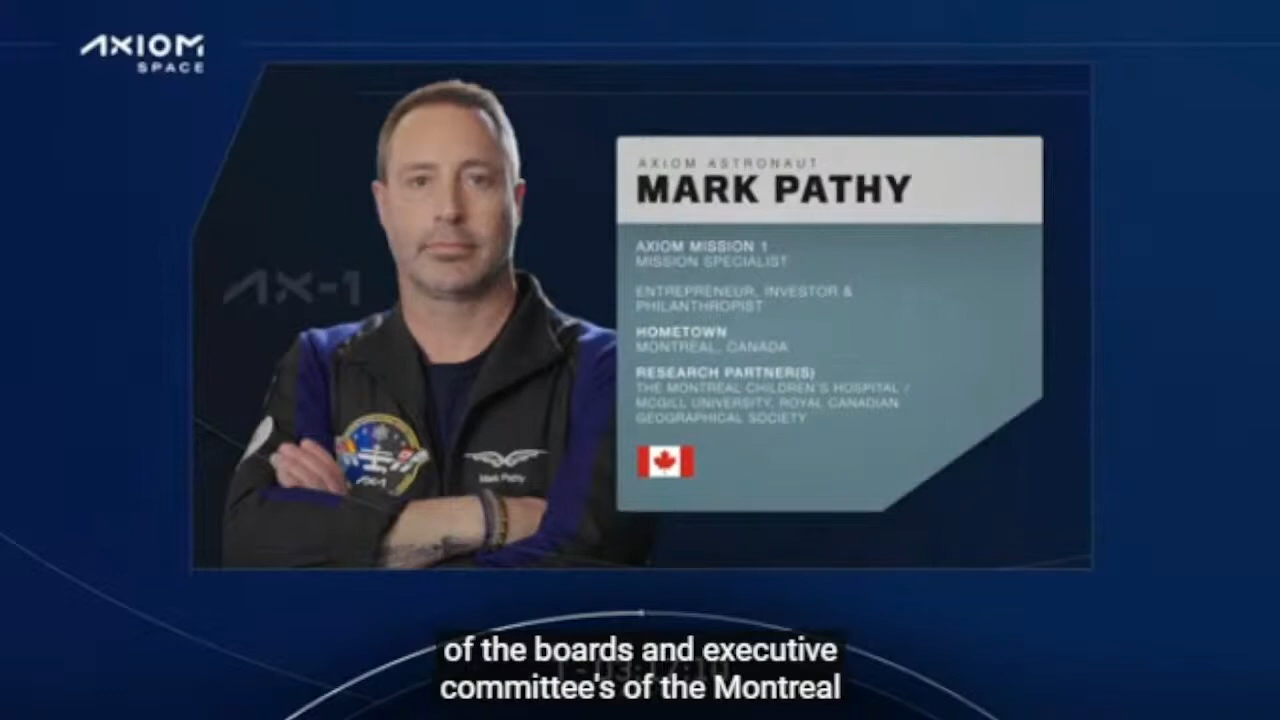 AXIOM
SPACE
AXIOM ASTRONAUT
MARK PATHY
AXIOM MISSION 1
MISSION SPECIALIST
AX-1
ENTREPRENEUR, INVESTOR &
PHILANTHROPIST
HOMETOWN
MONTREAL, CANADA
RESEARCH PARTNER(S)
THE MONTREAL CHILDREN'S HOSPITAL /
MCGILL UNIVERSITY, ROYAL CANADIAN
GEOGRAPHICAL SOCIETY
AX-1
Mark Pathy
of the boards and executive
committee's of the Montreal